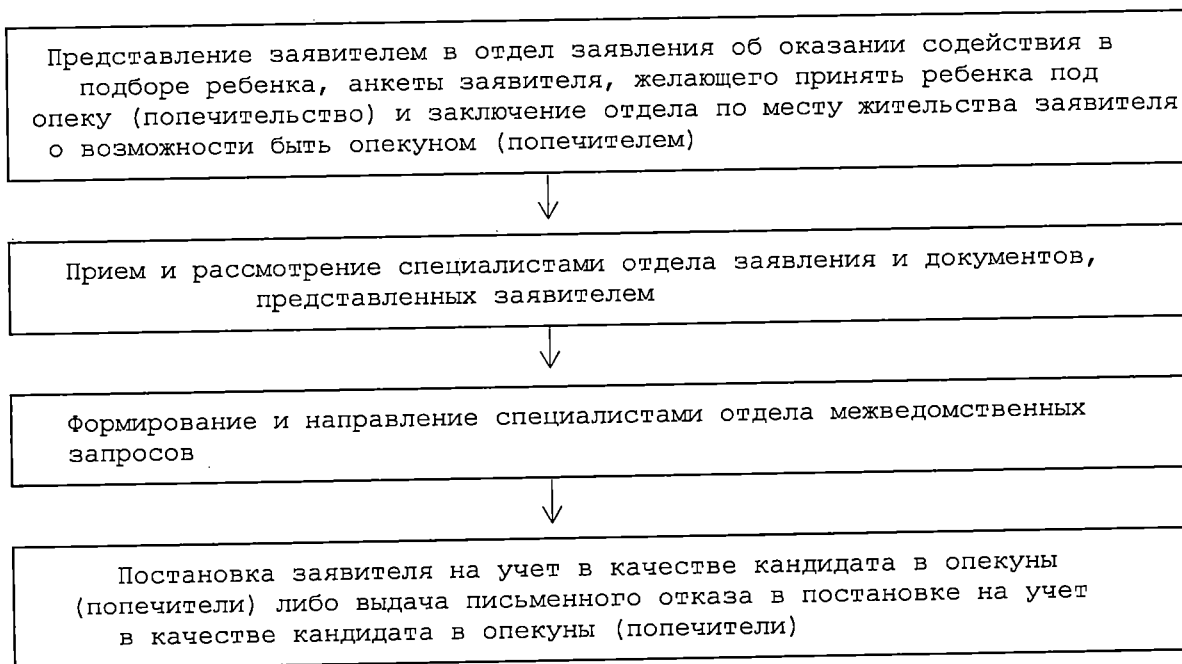 Представление заявителем в отдел заявления об оказании содействия в
подборе ребенка, анкеты заявителя, желающего принять ребенка под
опеку (попечительство) и заключение отдела по месту жительства заявителя
о возможности быть опекуном (попечителем)
Прием и рассмотрение специалистами отдела заявления и документов,
представленных заявителем
Формирование и направление специалистами отдела межведомственных
запросов
Постановка заявителя на учет в качестве кандидата в опекуны
(попечители) либо выдача письменного отказа в постановке на учет
в качестве кандидата в опекуны (попечители)